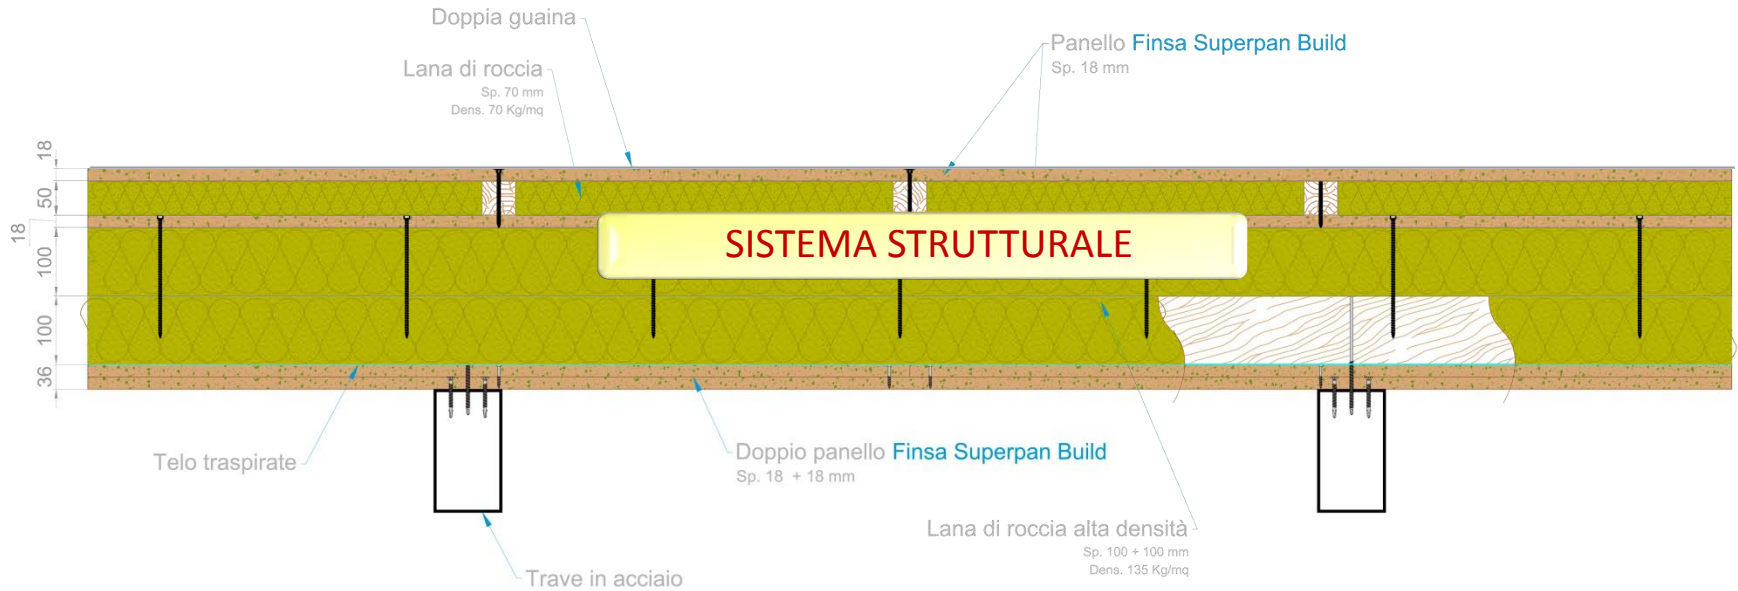 Doppia guaina
Lana di roccia
Sp. 70 mm
Dens. 70 Kg/mq
Panello Finsa Superpan Build
Sp. 18 mm
18
50
18
100
100
36
SISTEMA STRUTTURALE
Telo traspirate
Doppio panello Finsa Superpan Build
Sp. 18 + 18 mm
Lana di roccia alta densità
Sp. 100 + 100 mm
Dens. 135 Kg/mq
Trave in acciaio